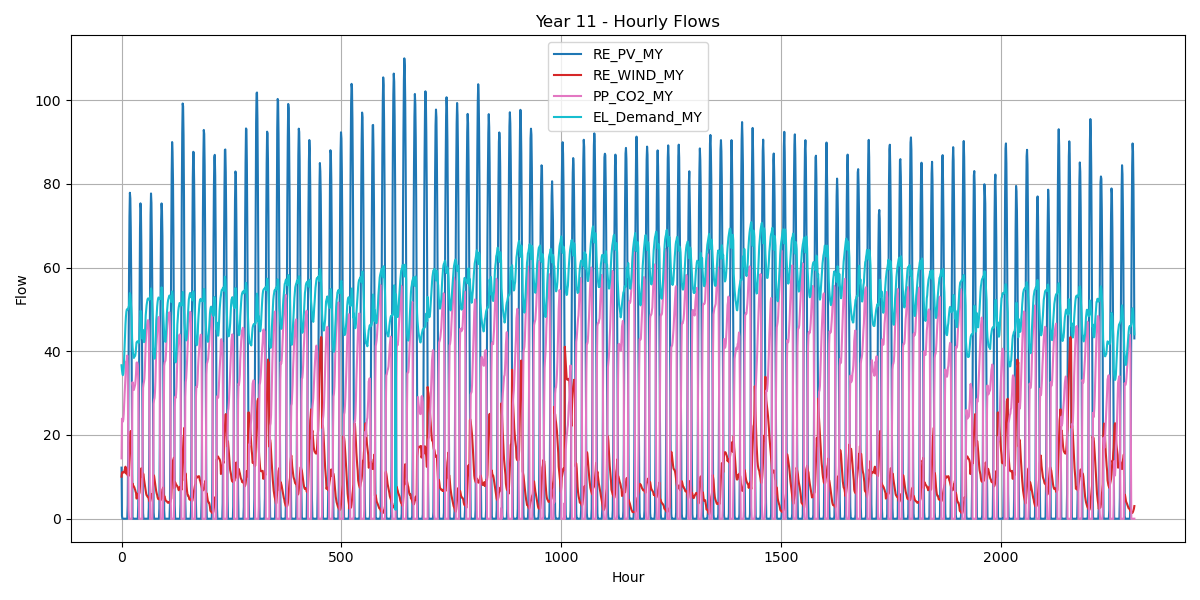 Year 11 - Hourly Flows
RE_PV_MY
RE_WIND_MY
PP_CO2_MY
EL_Demand_MY
Flow
100
80
60
40
20
0
0
500
1000
1500
2000
Hour